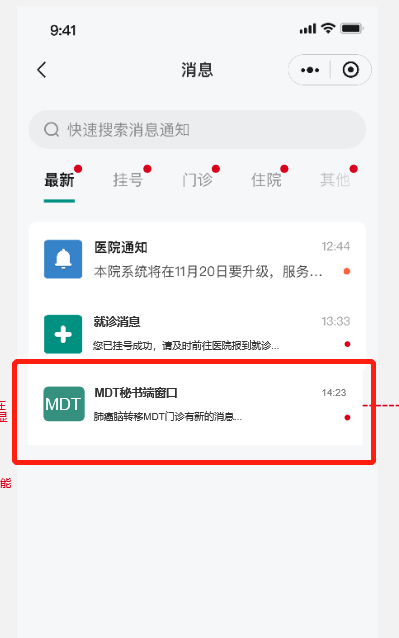 9:41
消息
快速搜索消息通知
最新 挂号 门诊 住院 其他
医院通知 12:44
本院系统将在11月20日要升级，服务...
就诊消息 13:33
您已挂号成功，请及时前往医院报到就诊...
MDT
MDT秘书端窗口 14:23
肺癌脑转移MDT门诊有新的消息...
在
显
能